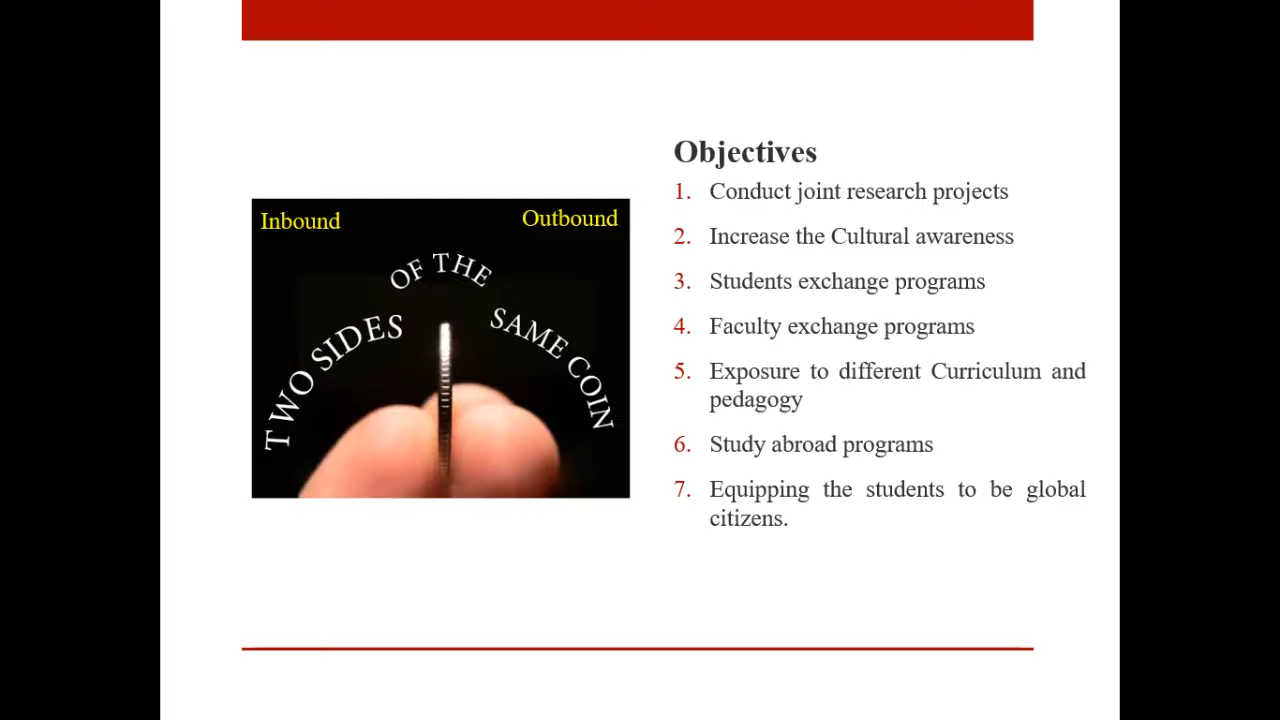 Inbound
Outbound
TWO SIDES OF THE SAME COIN
Objectives
1. Conduct joint research projects
2. Increase the Cultural awareness
3. Students exchange programs
4. Faculty exchange programs
5. Exposure to different Curriculum and
pedagogy
6. Study abroad programs
7. Equipping the students to be global
citizens.